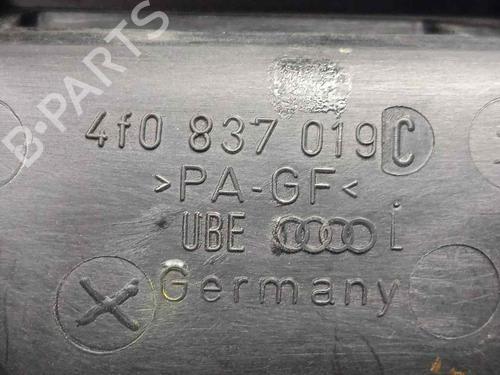 B-PARTS
4f0 837 019 C
>PA-GF<
UBE i
Germany